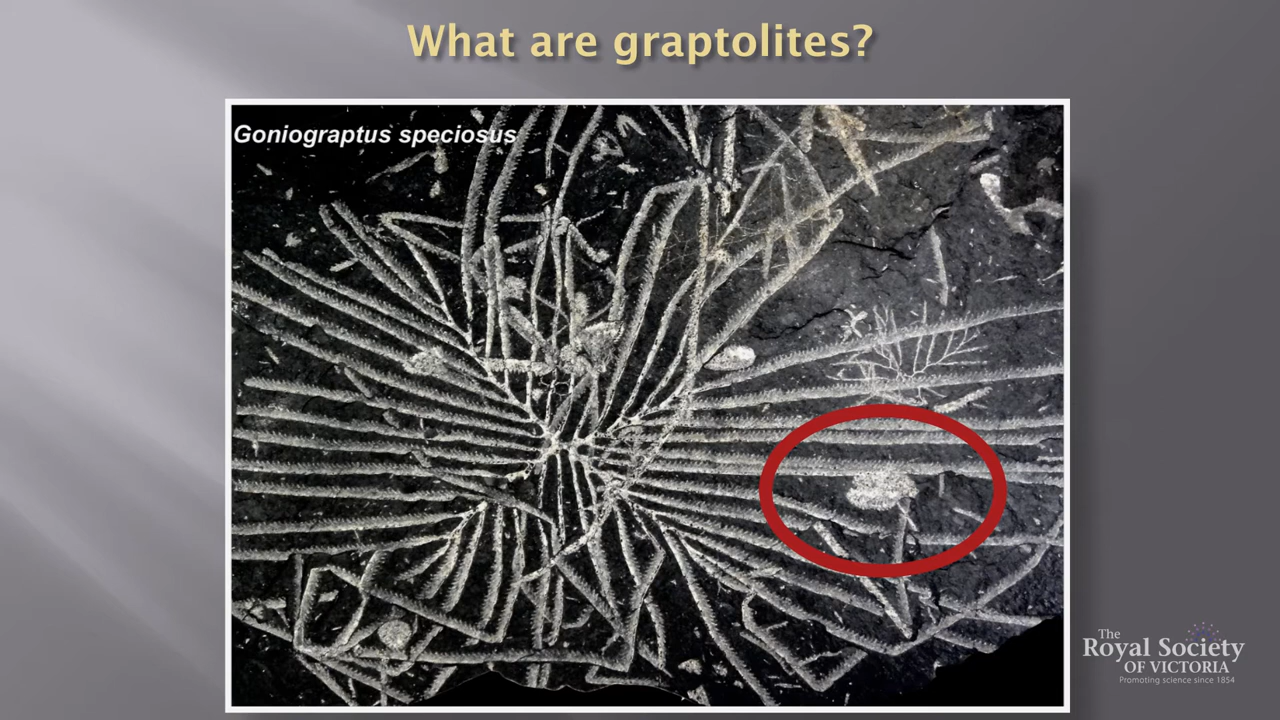 What are graptolites?
Goniograptus speciosus
The
Royal Society
OF VICTORIA
Promoting science since 1854